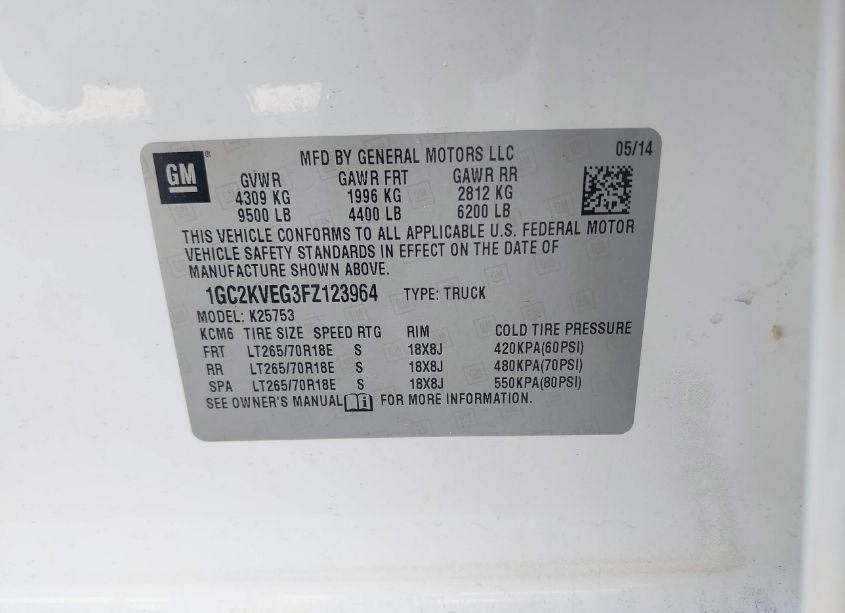 GM ® MFD BY GENERAL MOTORS LLC 05/14
GVWR GAWR FRT GAWR RR
4309 KG 1996 KG 2812 KG
9500 LB 4400 LB 6200 LB
THIS VEHICLE CONFORMS TO ALL APPLICABLE U.S. FEDERAL MOTOR
VEHICLE SAFETY STANDARDS IN EFFECT ON THE DATE OF
MANUFACTURE SHOWN ABOVE.
1GC2KVEG3FZ123964 TYPE: TRUCK
MODEL: K25753
KCM6 TIRE SIZE SPEED RTG RIM COLD TIRE PRESSURE
FRT LT265/70R18E S 18X8J 420KPA(60PSI)
RR LT265/70R18E S 18X8J 480KPA(70PSI)
SPA LT265/70R18E S 18X8J 550KPA(80PSI)
SEE OWNER'S MANUAL FOR MORE INFORMATION.